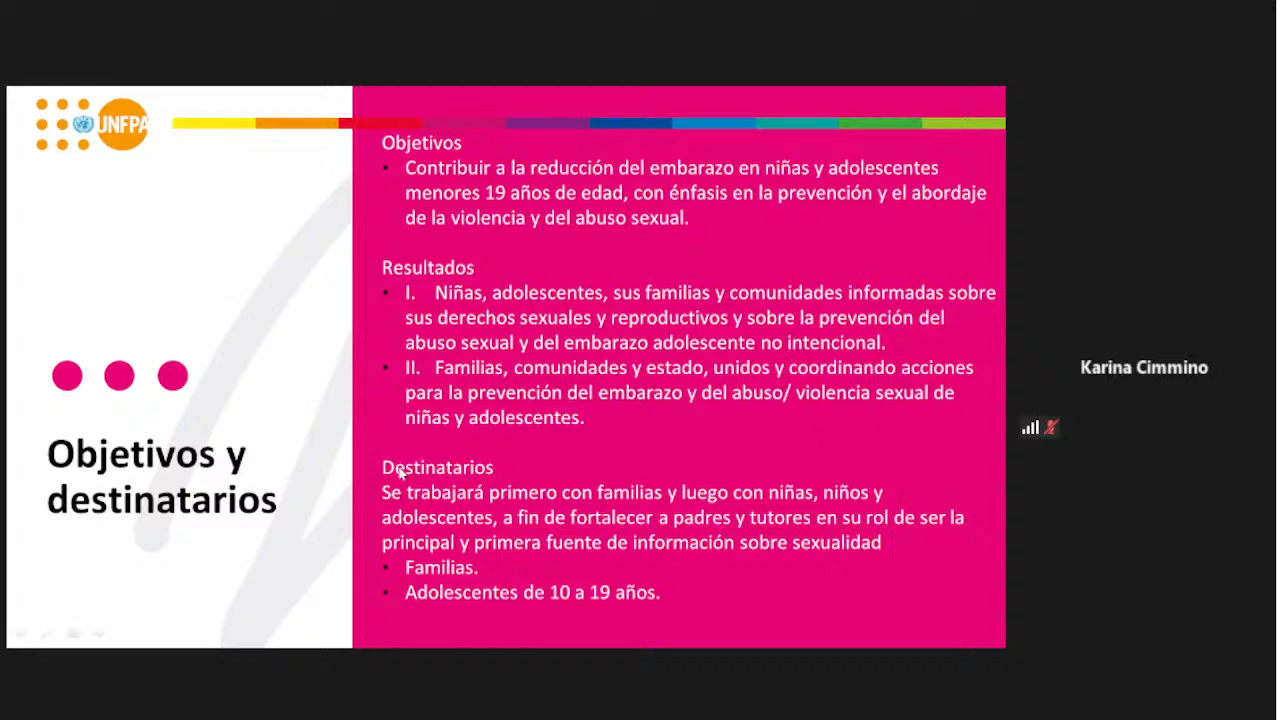 UNFPA
Objetivos y
destinatarios
Objetivos
• Contribuir a la reducción del embarazo en niñas y adolescentes
menores 19 años de edad, con énfasis en la prevención y el abordaje
de la violencia y del abuso sexual.
Resultados
• I. Niñas, adolescentes, sus familias y comunidades informadas sobre
sus derechos sexuales y reproductivos y sobre la prevención del
abuso sexual y del embarazo adolescente no intencional.
• II. Familias, comunidades y estado, unidos y coordinando acciones
para la prevención del embarazo y del abuso/ violencia sexual de
niñas y adolescentes.
Destinatarios
Se trabajará primero con familias y luego con niñas, niños y
adolescentes, a fin de fortalecer a padres y tutores en su rol de ser la
principal y primera fuente de información sobre sexualidad
• Familias.
• Adolescentes de 10 a 19 años.
Karina Cimmino